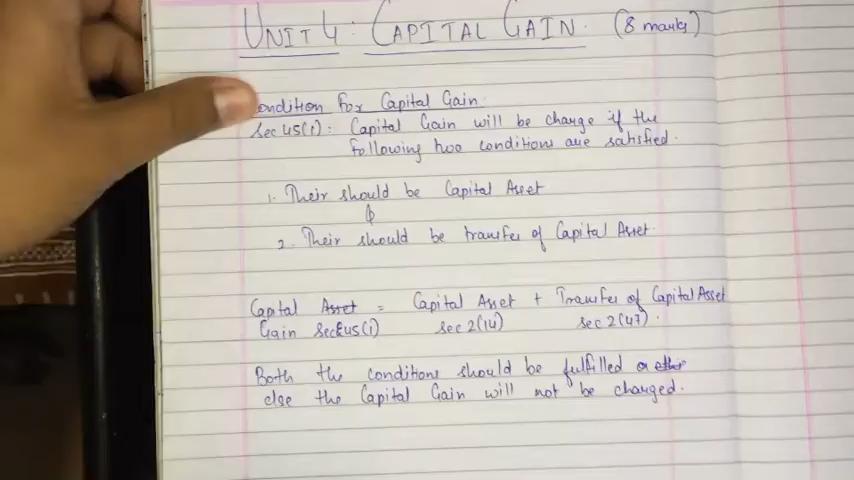 UNIT 4: CAPITAL GAIN. (8 marks)
ondition For Capital Gain.
Sec 45(1): Capital Gain will be charge if the
following two conditions are satisfied.
1. Their should be Capital Asset
&
2. Their should be transfer of Capital Asset.
Capital Asset = Capital Asset + Transfer of Capital Asset
Gain Sec 45(1) sec 2(14) sec 2(47).
Both the conditions should be fulfilled or
else the Capital Gain will not be charged.